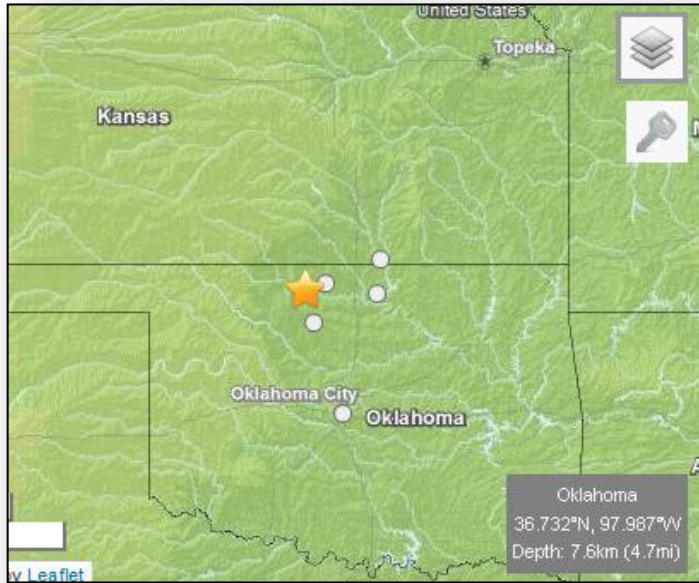 United States
Topeka
Kansas
Oklahoma City
Oklahoma
Oklahoma
36.732°N, 97.987°W
Depth: 7.6km (4.7mi)
Leaflet